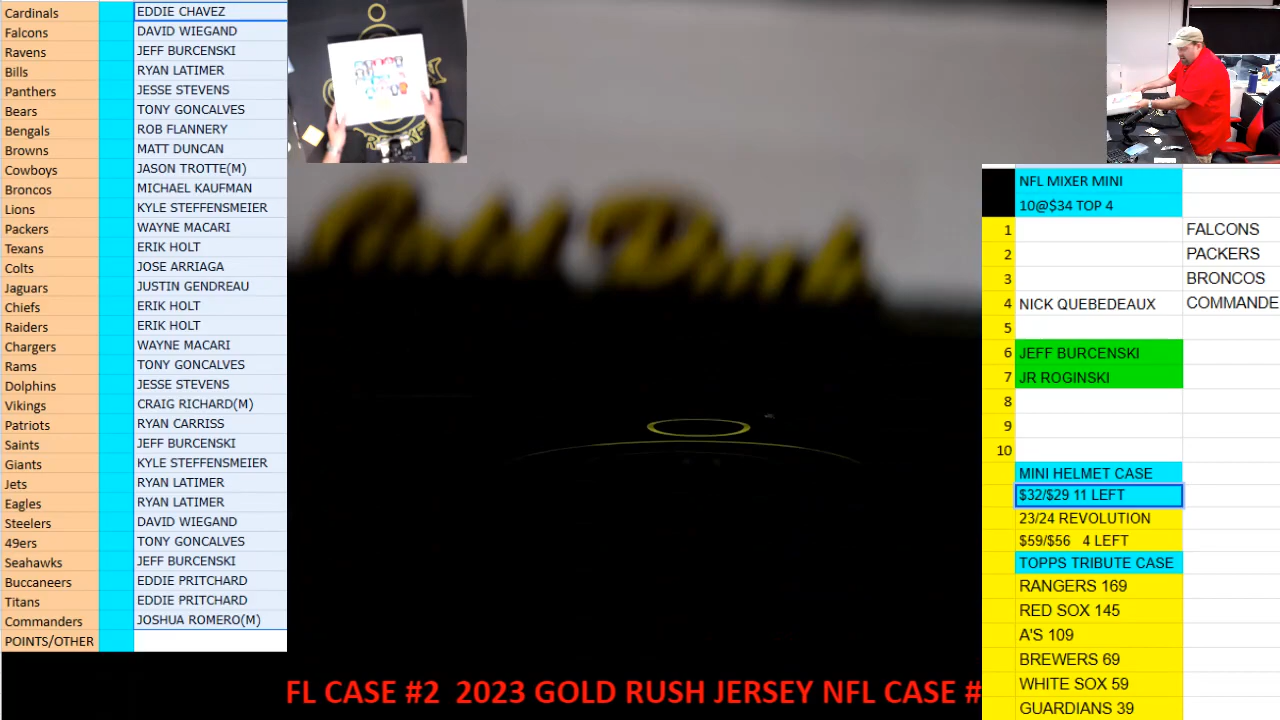 Cardinals EDDIE CHAVEZ
Falcons DAVID WIEGAND
Ravens JEFF BURCENSKI
Bills RYAN LATIMER
Panthers JESSE STEVENS
Bears TONY GONCALVES
Bengals ROB FLANNERY
Browns MATT DUNCAN
Cowboys JASON TROTTE(M)
Broncos MICHAEL KAUFMAN
Lions KYLE STEFFENSMEIER
Packers WAYNE MACARI
Texans ERIK HOLT
Colts JOSE ARRIAGA
Jaguars JUSTIN GENDREAU
Chiefs ERIK HOLT
Raiders ERIK HOLT
Chargers WAYNE MACARI
Rams TONY GONCALVES
Dolphins JESSE STEVENS
Vikings CRAIG RICHARD(M)
Patriots RYAN CARRISS
Saints JEFF BURCENSKI
Giants KYLE STEFFENSMEIER
Jets RYAN LATIMER
Eagles RYAN LATIMER
Steelers DAVID WIEGAND
49ers TONY GONCALVES
Seahawks JEFF BURCENSKI
Buccaneers EDDIE PRITCHARD
Titans EDDIE PRITCHARD
Commanders JOSHUA ROMERO(M)
POINTS/OTHER
Gold Rush
NFL MIXER MINI
10@$34 TOP 4
1 FALCONS
2 PACKERS
3 BRONCOS
4 NICK QUEBEDEAUX COMMANDE
5
6 JEFF BURCENSKI
7 JR ROGINSKI
8
9
10
MINI HELMET CASE
$32/$29 11 LEFT
23/24 REVOLUTION
$59/$56 4 LEFT
TOPPS TRIBUTE CASE
RANGERS 169
RED SOX 145
A'S 109
BREWERS 69
WHITE SOX 59
GUARDIANS 39
FL CASE #2 2023 GOLD RUSH JERSEY NFL CASE #